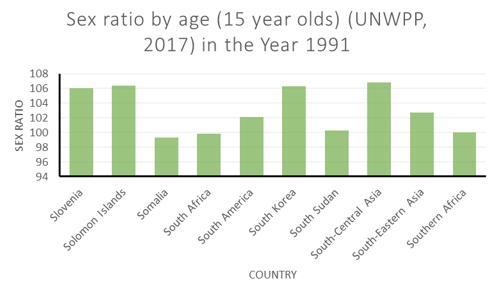 Sex ratio by age (15 year olds) (UNWPP,
2017) in the Year 1991
108
106
104
102
100
98
96
94
SEX RATIO
Slovenia
Solomon Islands
Somalia
South Africa
South America
South Korea
South Sudan
South-Central Asia
South-Eastern Asia
Southern Africa
COUNTRY